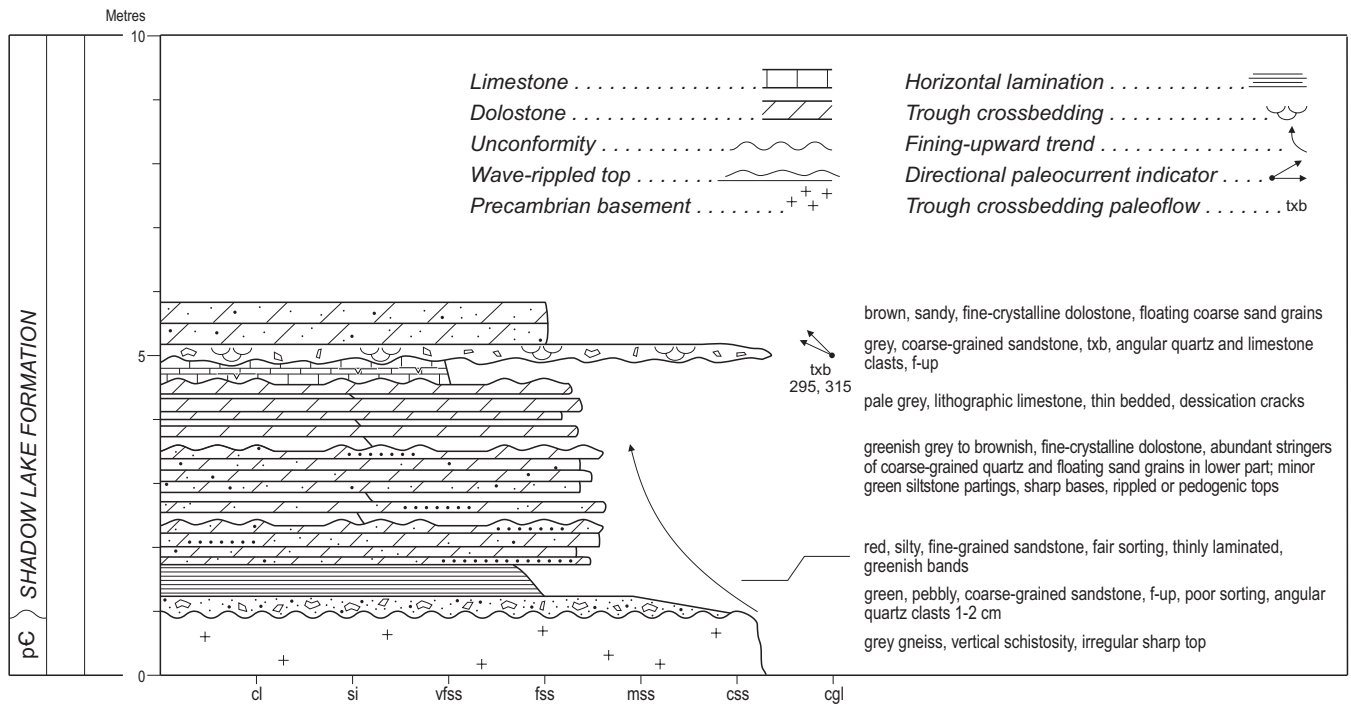 Metres
10
Limestone
Dolostone
Unconformity
Wave-rippled top
Precambrian basement
Horizontal lamination
Trough crossbedding
Fining-upward trend
Directional paleocurrent indicator
Trough crossbedding paleoflow . . . . . . . txb
SHADOW LAKE FORMATION
p€
brown, sandy, fine-crystalline dolostone, floating coarse sand grains
5
grey, coarse-grained sandstone, txb, angular quartz and limestone
clasts, f-up
txb
295, 315
pale grey, lithographic limestone, thin bedded, dessication cracks
greenish grey to brownish, fine-crystalline dolostone, abundant stringers
of coarse-grained quartz and floating sand grains in lower part; minor
green siltstone partings, sharp bases, rippled or pedogenic tops
red, silty, fine-grained sandstone, fair sorting, thinly laminated,
greenish bands
green, pebbly, coarse-grained sandstone, f-up, poor sorting, angular
quartz clasts 1-2 cm
grey gneiss, vertical schistosity, irregular sharp top
0
cl si vfss fss mss css cgl